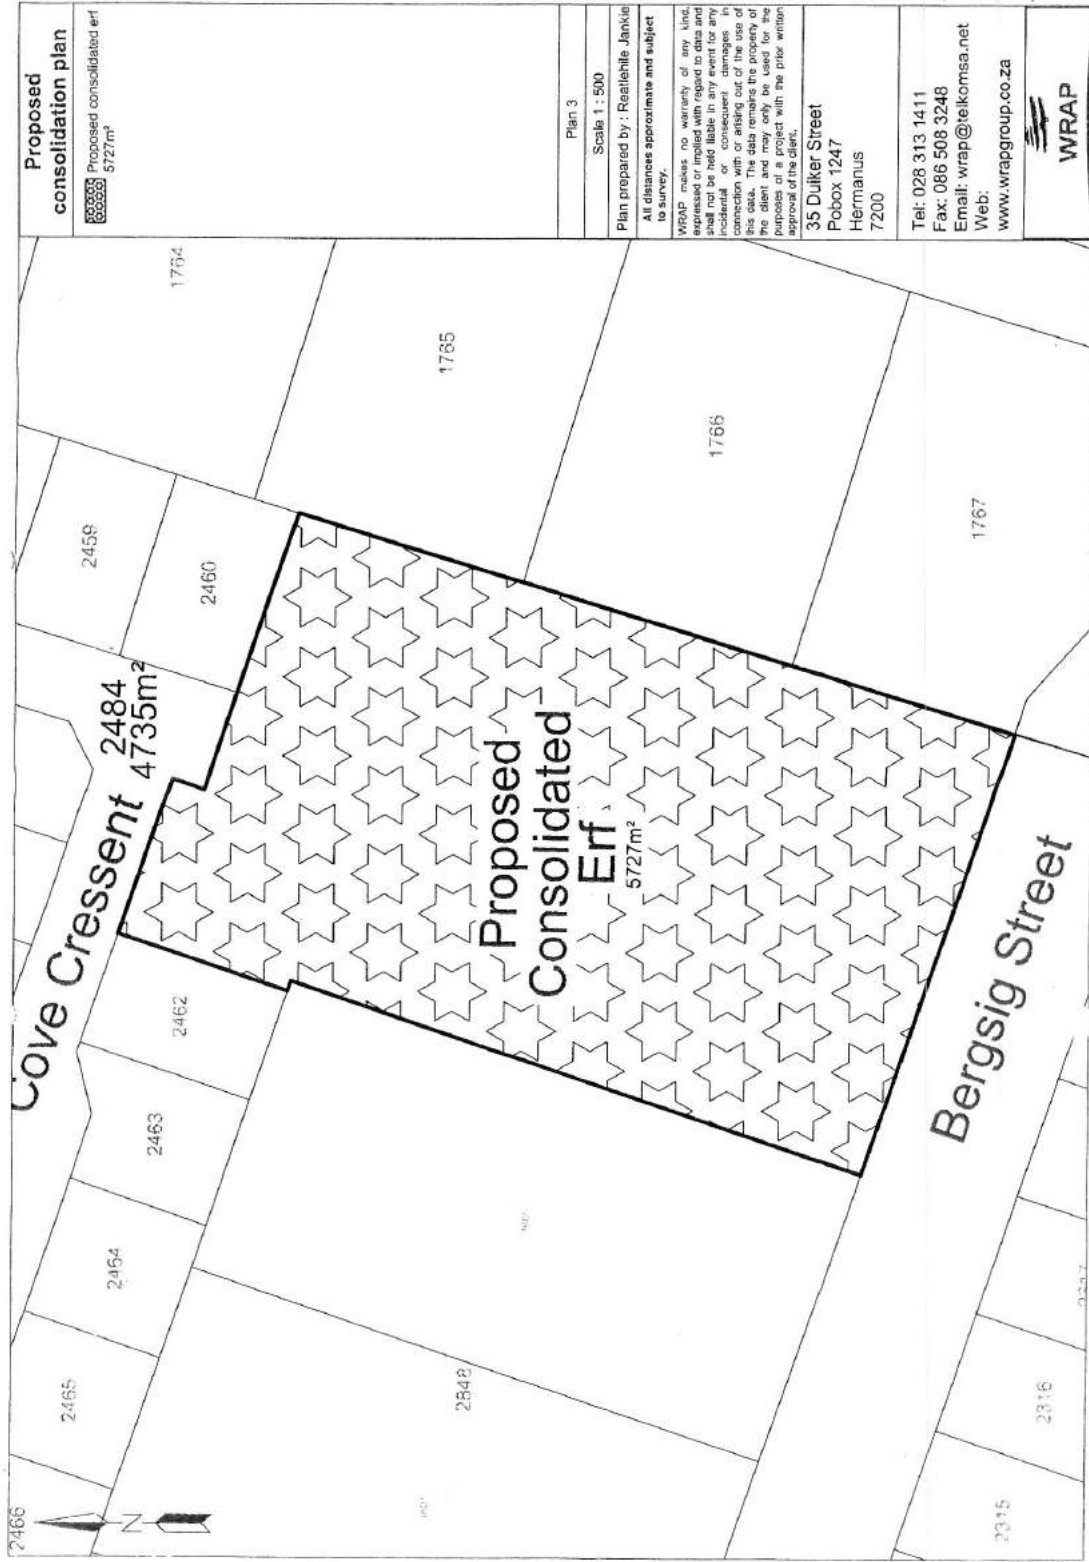 Proposed
consolidation plan
Proposed consolidated erf
5727m²
Plan 3
Scale 1 : 500
Plan prepared by : Reatlehile Jankie
All distances approximate and subject
to survey.
WRAP makes no warranty of any kind,
expressed or implied with regard to data and
shall not be held liable in any event for any
incidental or consequent damages in
connection with or arising out of the use of
this data. The data remains the property of
the client and may only be used for the
purposes of a project with the prior written
approval of the client.
35 Duiker Street
Pobox 1247
Hermanus
7200
Tel: 028 313 1411
Fax: 086 508 3248
Email: wrap@telkomsa.net
Web:
www.wrapgroup.co.za
WRAP
2466
2465
2464
2463
2462
Cove Cressent
2484
4735m²
2459
2460
1764
1765
1766
1767
2848
Proposed
Consolidated
Erf
5727m²
Bergsig Street
2315
2316
N